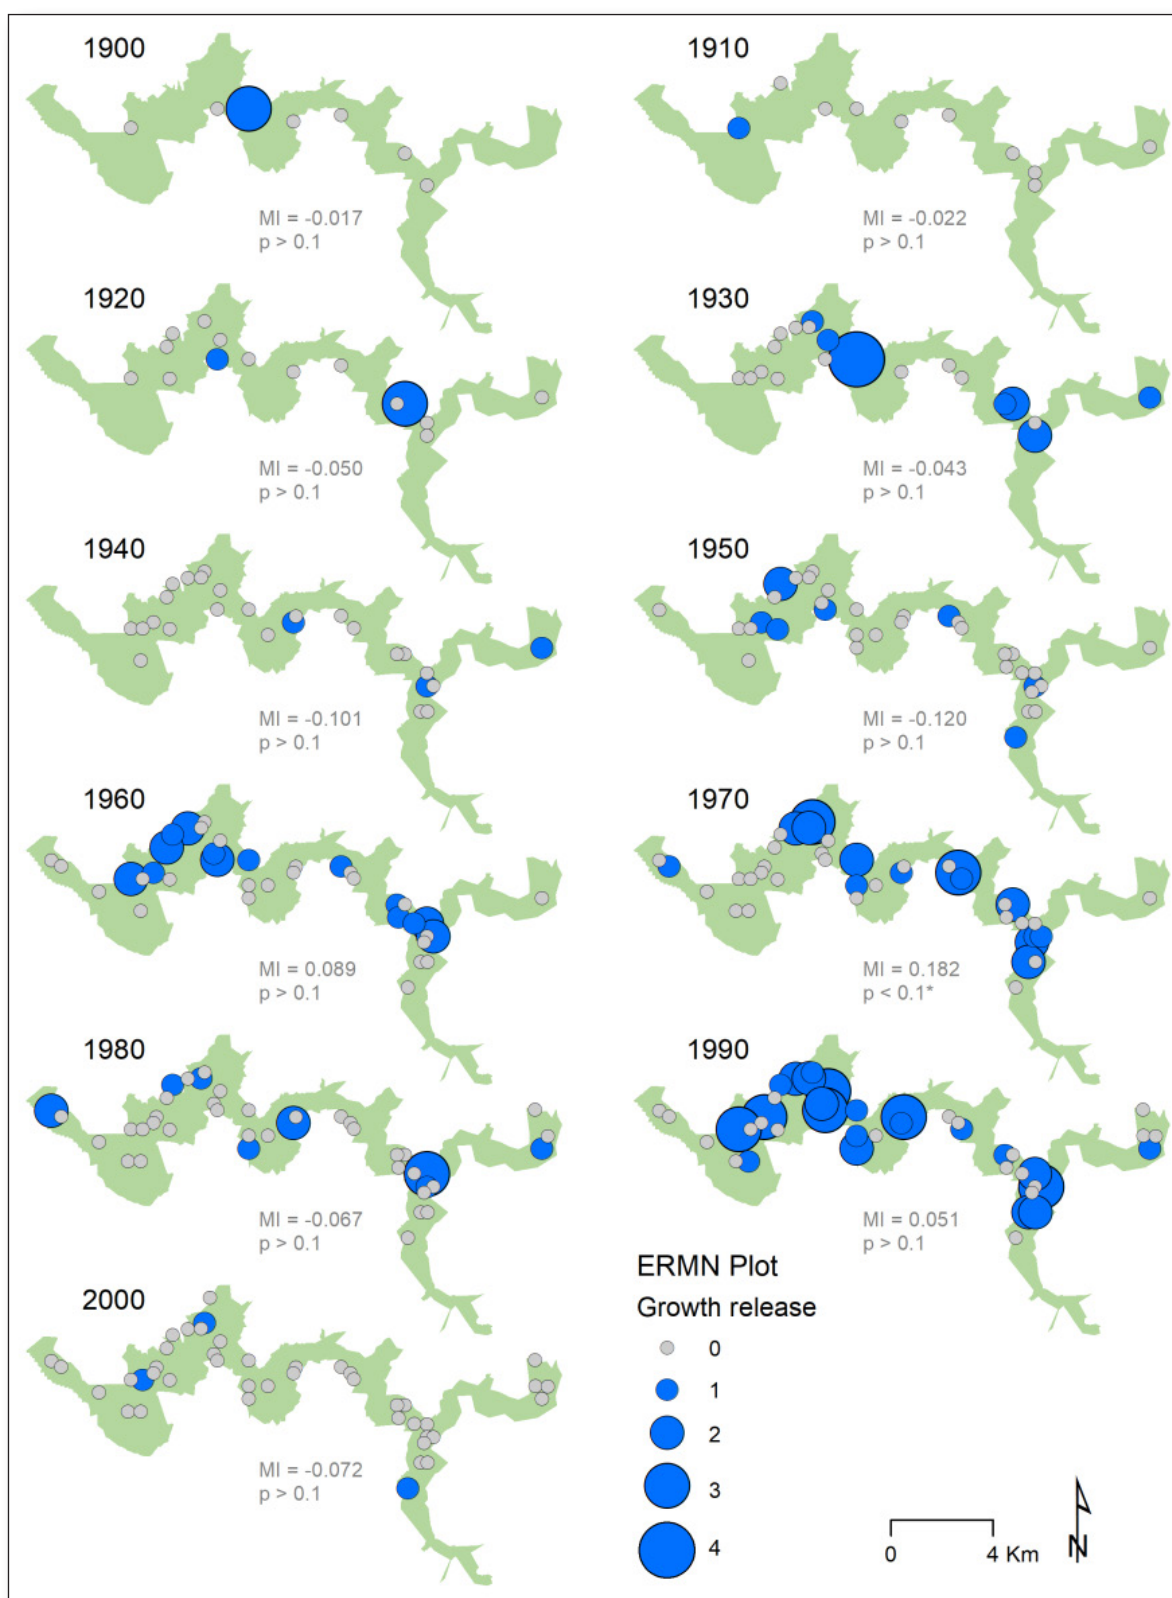 1900
MI = -0.017
p > 0.1
1910
MI = -0.022
p > 0.1
1920
MI = -0.050
p > 0.1
1930
MI = -0.043
p > 0.1
1940
MI = -0.101
p > 0.1
1950
MI = -0.120
p > 0.1
1960
MI = 0.089
p > 0.1
1970
MI = 0.182
p < 0.1*
1980
MI = -0.067
p > 0.1
1990
MI = 0.051
p > 0.1
2000
MI = -0.072
p > 0.1
ERMN Plot
Growth release
0
1
2
3
4
0 4 Km
N